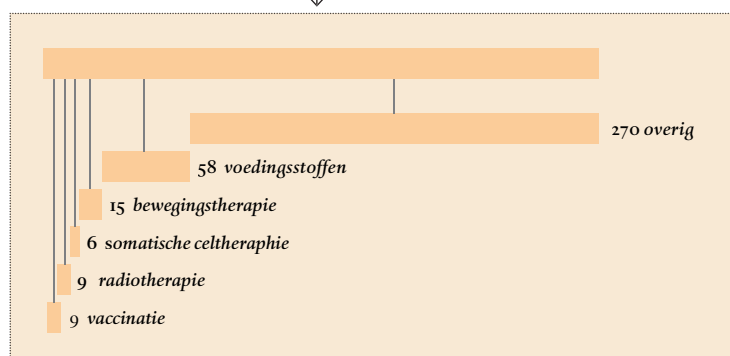 270 overig
58 voedingsstoffen
15 bewegingstherapie
6 somatische celtheraphie
9 radiotherapie
9 vaccinatie